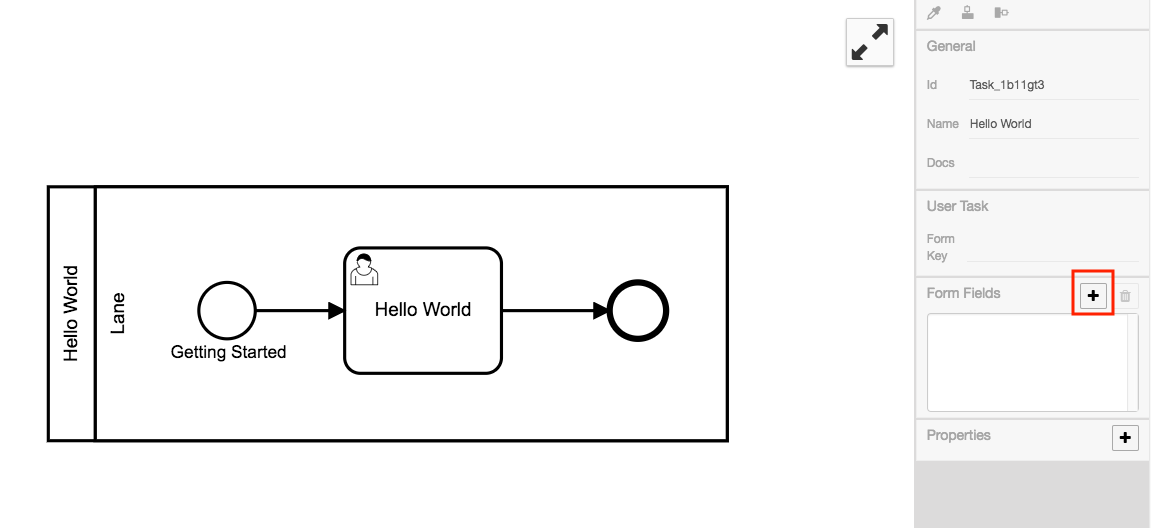 Hello World
Lane
Getting Started
Hello World
General
Id Task_1b11gt3
Name Hello World
Docs
User Task
Form
Key
Form Fields
Properties